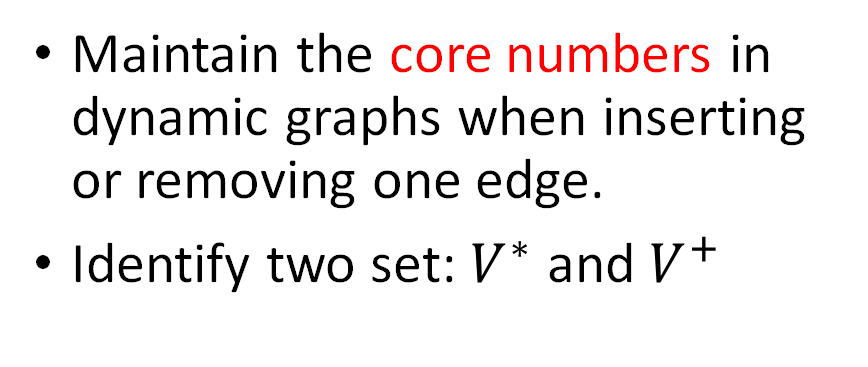 • Maintain the core numbers in
dynamic graphs when inserting
or removing one edge.
• Identify two set: V* and V⁺